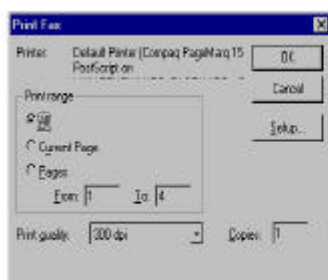 Print Fax
Printer: Default Printer (Compaq PageMarq 15
PostScript on
OK
Cancel
Setup...
Print range
All
Current Page
Pages
From: 1 To: 4
Print quality: 300 dpi
Copies: 1